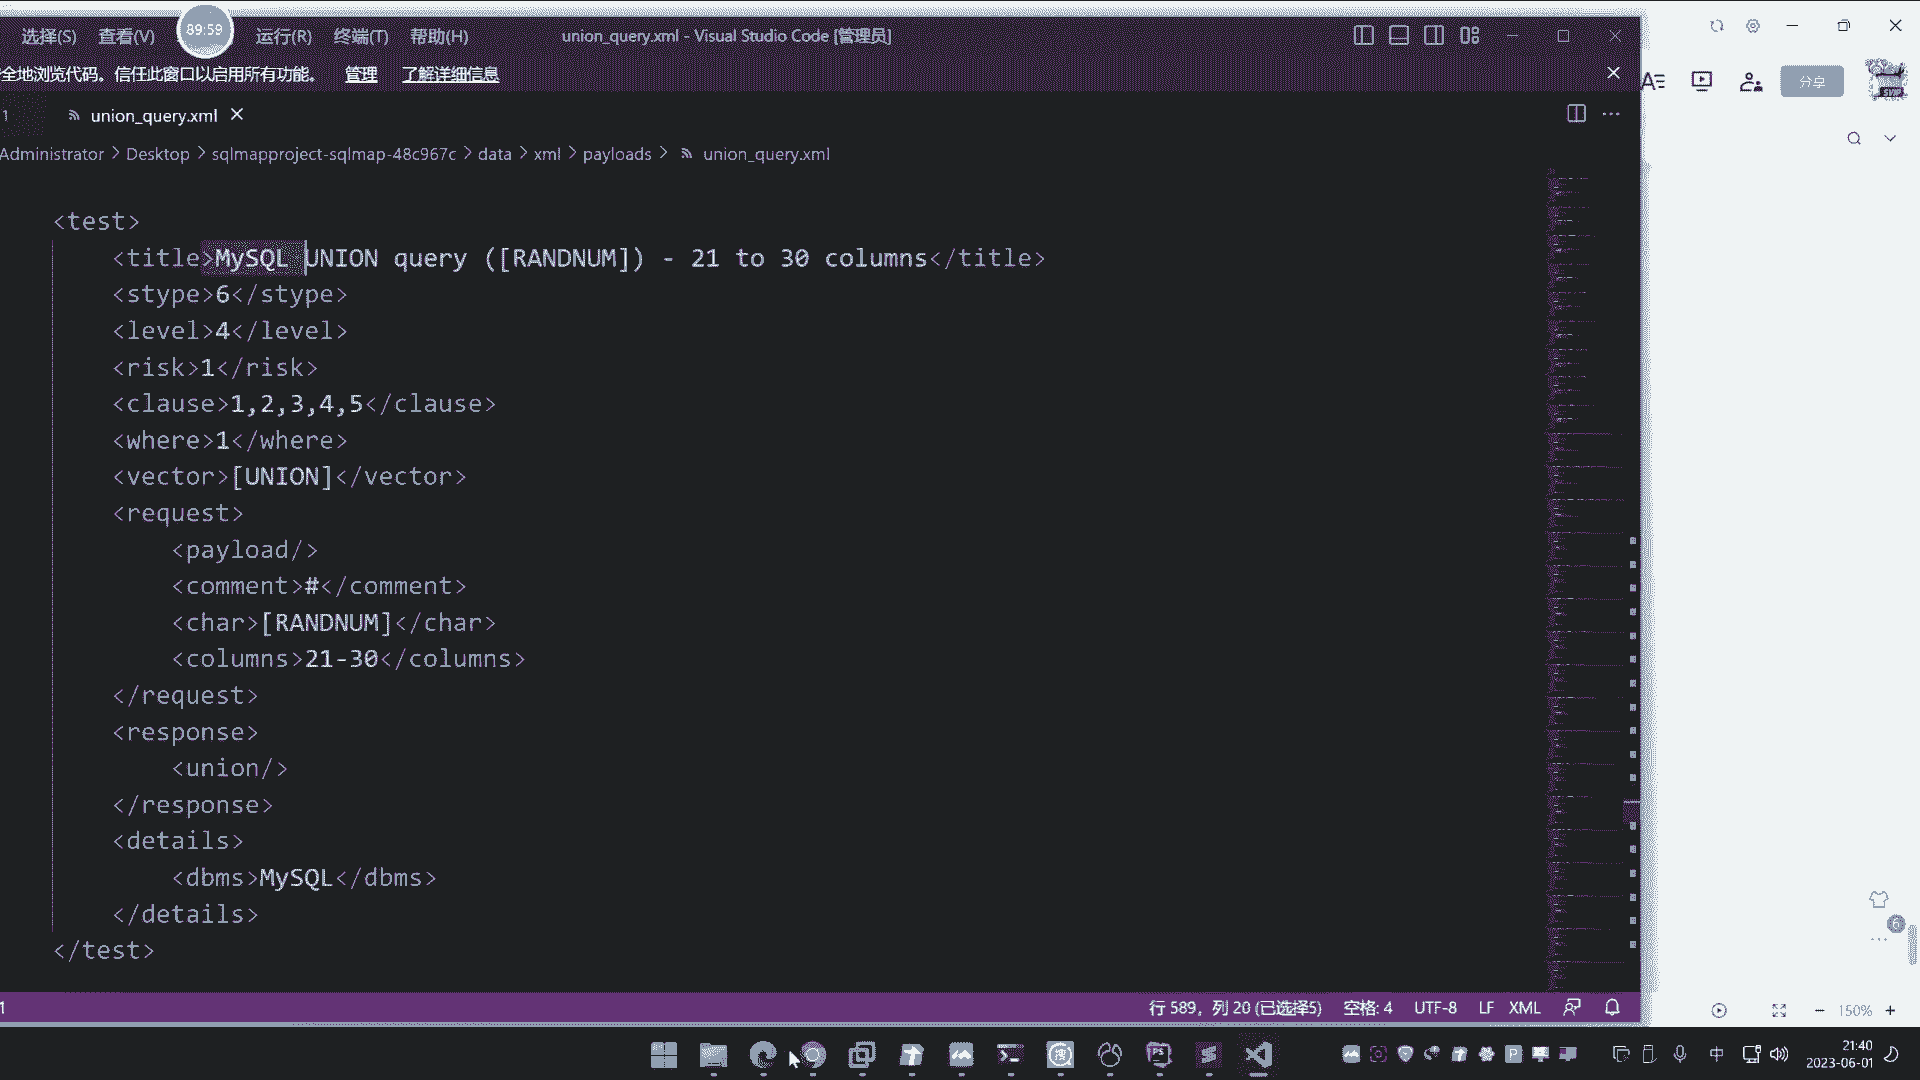 选择(S) 查看(V) 89:59 运行(R) 终端(T) 帮助(H) union_query.xml - Visual Studio Code [管理员]
全地浏览代码。信任此窗口以启用所有功能。 管理 了解详细信息
分享
SVIP
1 union_query.xml
Administrator > Desktop > sqlmapproject-sqlmap-48c967c > data > xml > payloads > union_query.xml
<test>
<title>MySQL UNION query ([RANDNUM]) - 21 to 30 columns</title>
<stype>6</stype>
<level>4</level>
<risk>1</risk>
<clause>1,2,3,4,5</clause>
<where>1</where>
<vector>[UNION]</vector>
<request>
<payload/>
<comment>#</comment>
<char>[RANDNUM]</char>
<columns>21-30</columns>
</request>
<response>
<union/>
</response>
<details>
<dbms>MySQL</dbms>
</details>
</test>
6
1 行 589，列 20 (已选择5) 空格: 4 UTF-8 LF XML
150%
中
21:40
2023-06-01